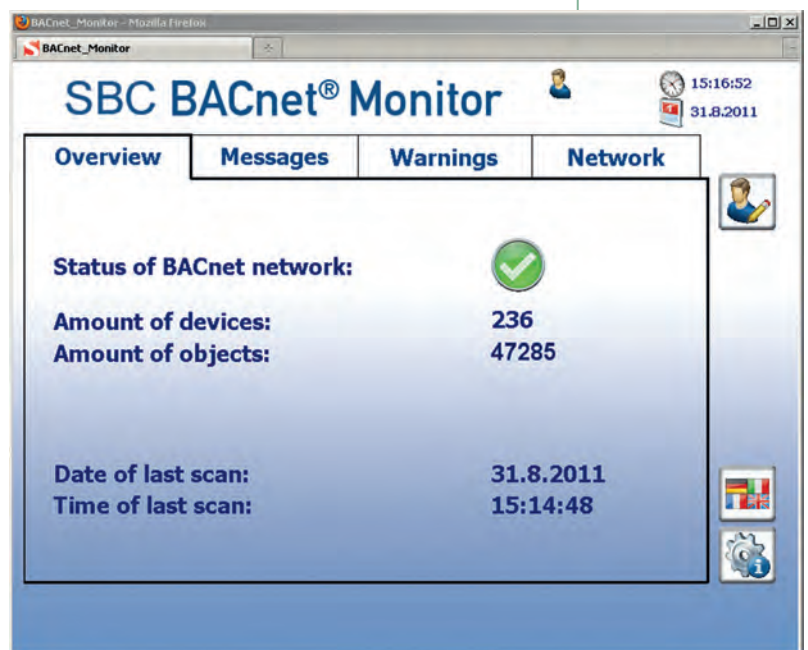 BACnet_Monitor - Mozilla Firefox
BACnet_Monitor
SBC BACnet® Monitor
15:16:52
31.8.2011
Overview Messages Warnings Network
Status of BACnet network:
Amount of devices: 236
Amount of objects: 47285
Date of last scan: 31.8.2011
Time of last scan: 15:14:48